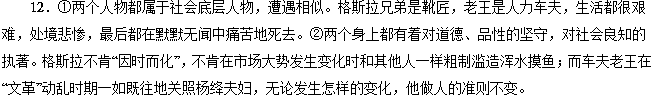 12．①两个人物都属于社会底层人物，遭遇相似。格斯拉兄弟是靴匠，老王是人力车夫，生活都很艰
难，处境悲惨，最后都在默默无闻中痛苦地死去。②两个身上都有着对道德、品性的坚守，对社会良知的
执著。格斯拉不肯“因时而化”，不肯在市场大势发生变化时和其他人一样粗制滥造浑水摸鱼；而车夫老王在
“文革”动乱时期一如既往地关照杨绛夫妇，无论发生怎样的变化，他做人的准则不变。